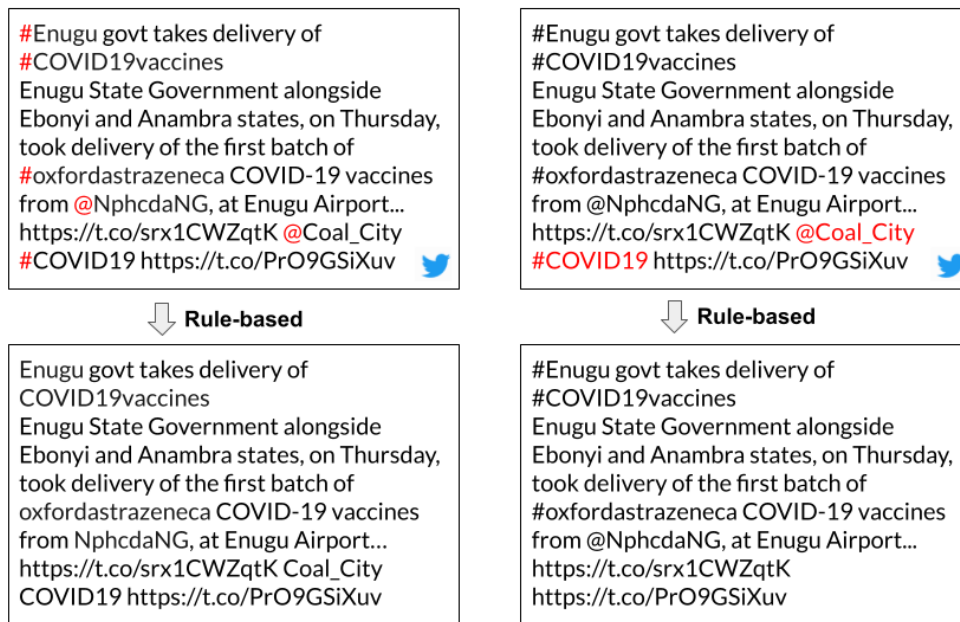 #Enugu govt takes delivery of
#COVID19vaccines
Enugu State Government alongside
Ebonyi and Anambra states, on Thursday,
took delivery of the first batch of
#oxfordastrazeneca COVID-19 vaccines
from @NphcdaNG, at Enugu Airport...
https://t.co/srx1CWZqtK @Coal_City
#COVID19 https://t.co/PrO9GSiXuv
Rule-based
Enugu govt takes delivery of
COVID19vaccines
Enugu State Government alongside
Ebonyi and Anambra states, on Thursday,
took delivery of the first batch of
oxfordastrazeneca COVID-19 vaccines
from NphcdaNG, at Enugu Airport...
https://t.co/srx1CWZqtK Coal_City
COVID19 https://t.co/PrO9GSiXuv
#Enugu govt takes delivery of
#COVID19vaccines
Enugu State Government alongside
Ebonyi and Anambra states, on Thursday,
took delivery of the first batch of
#oxfordastrazeneca COVID-19 vaccines
from @NphcdaNG, at Enugu Airport...
https://t.co/srx1CWZqtK @Coal_City
#COVID19 https://t.co/PrO9GSiXuv
Rule-based
#Enugu govt takes delivery of
#COVID19vaccines
Enugu State Government alongside
Ebonyi and Anambra states, on Thursday,
took delivery of the first batch of
#oxfordastrazeneca COVID-19 vaccines
from @NphcdaNG, at Enugu Airport...
https://t.co/srx1CWZqtK
https://t.co/PrO9GSiXuv